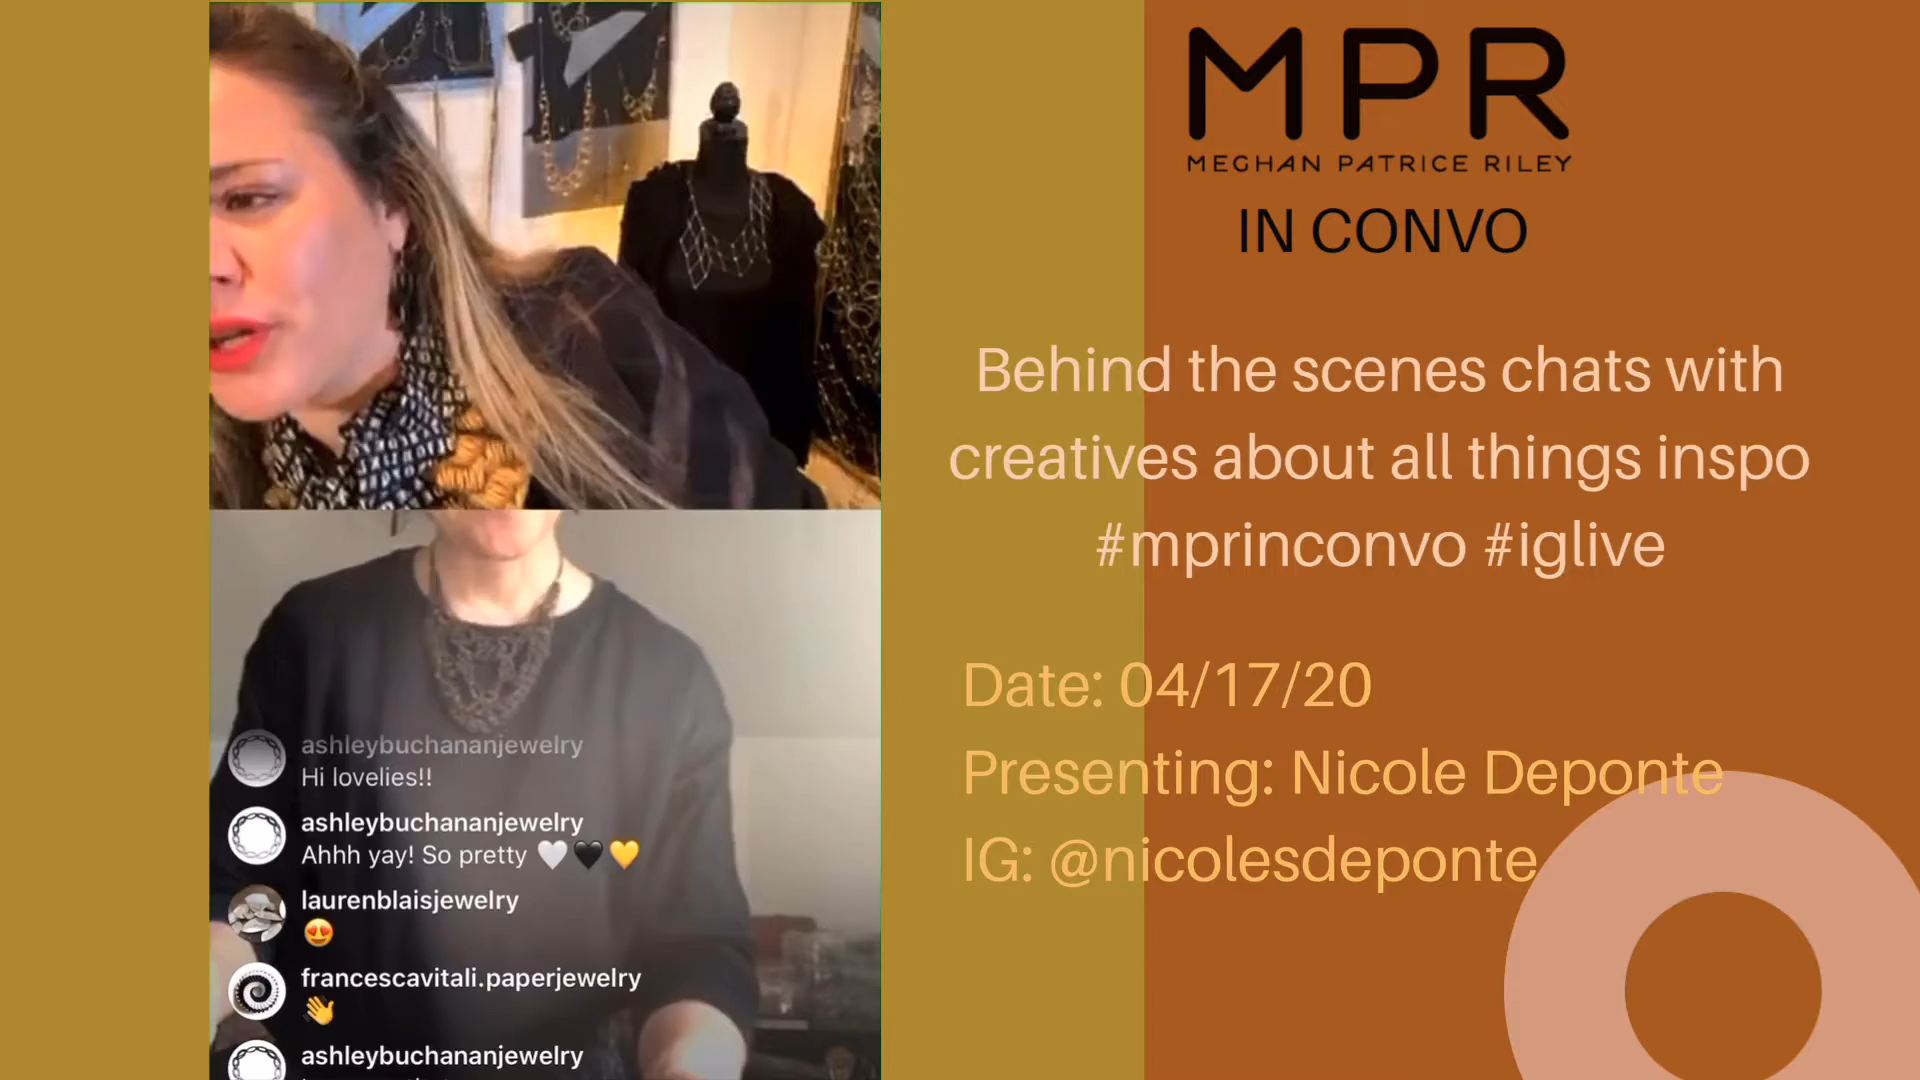 MPR
MEGHAN PATRICE RILEY
IN CONVO
Behind the scenes chats with
creatives about all things inspo
#mprinconvo #iglive
Date: 04/17/20
Presenting: Nicole Deponte
IG: @nicolesdeponte
ashleybuchananjewelry
Hi lovelies!!
ashleybuchananjewelry
Ahhh yay! So pretty 🤍🖤💛
laurenblaisjewelry
😍
francescavitali.paperjewelry
👋
ashleybuchananjewelry